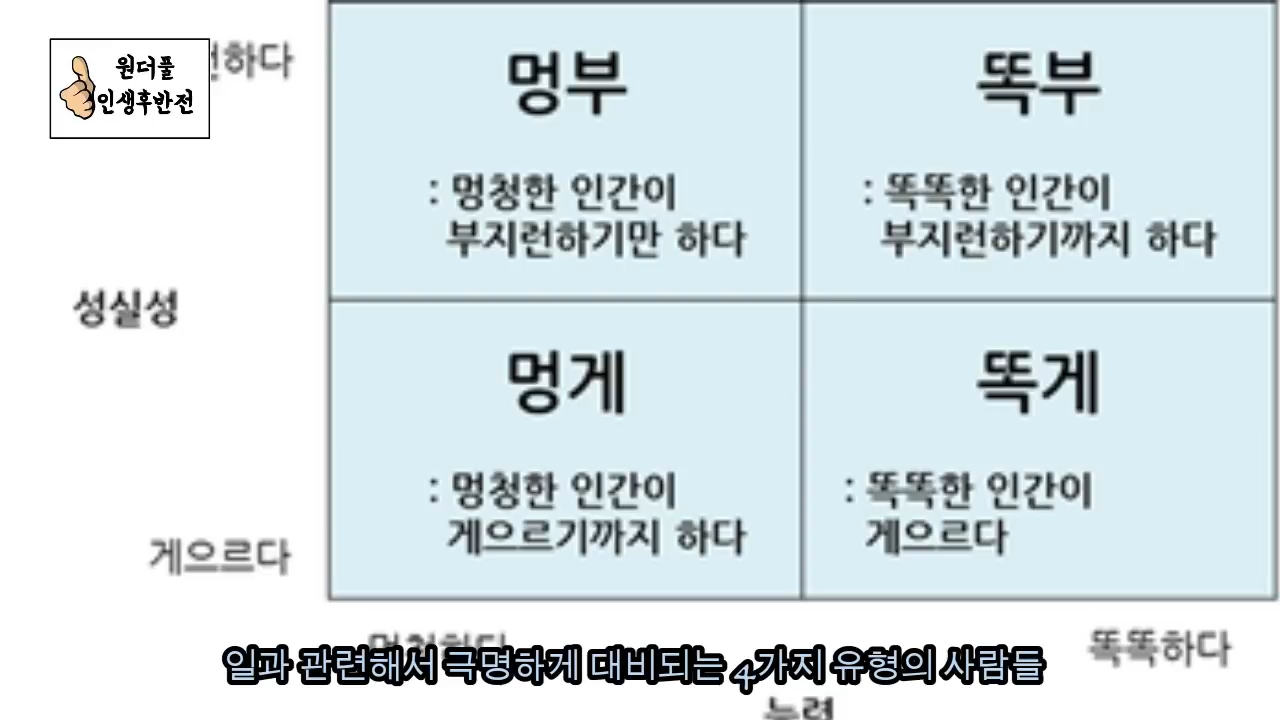 원더풀
인생후반전
하다
멍부
: 멍청한 인간이
부지런하기만 하다
똑부
: 똑똑한 인간이
부지런하기까지 하다
성실성
멍게
: 멍청한 인간이
게으르기까지 하다
똑게
: 똑똑한 인간이
게으르다
게으르다
똑똑하다
일과 관련해서 극명하게 대비되는 4가지 유형의 사람들
능력